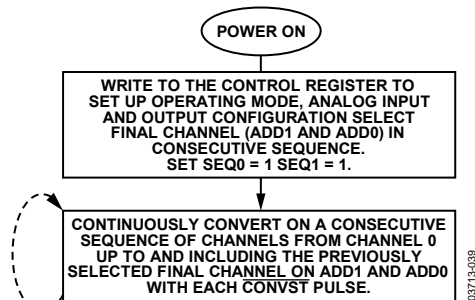 POWER ON
WRITE TO THE CONTROL REGISTER TO
SET UP OPERATING MODE, ANALOG INPUT
AND OUTPUT CONFIGURATION SELECT
FINAL CHANNEL (ADD1 AND ADD0) IN
CONSECUTIVE SEQUENCE.
SET SEQ0 = 1 SEQ1 = 1.
CONTINUOUSLY CONVERT ON A CONSECUTIVE
SEQUENCE OF CHANNELS FROM CHANNEL 0
UP TO AND INCLUDING THE PREVIOUSLY
SELECTED FINAL CHANNEL ON ADD1 AND ADD0
WITH EACH CONVST PULSE.
03713-039